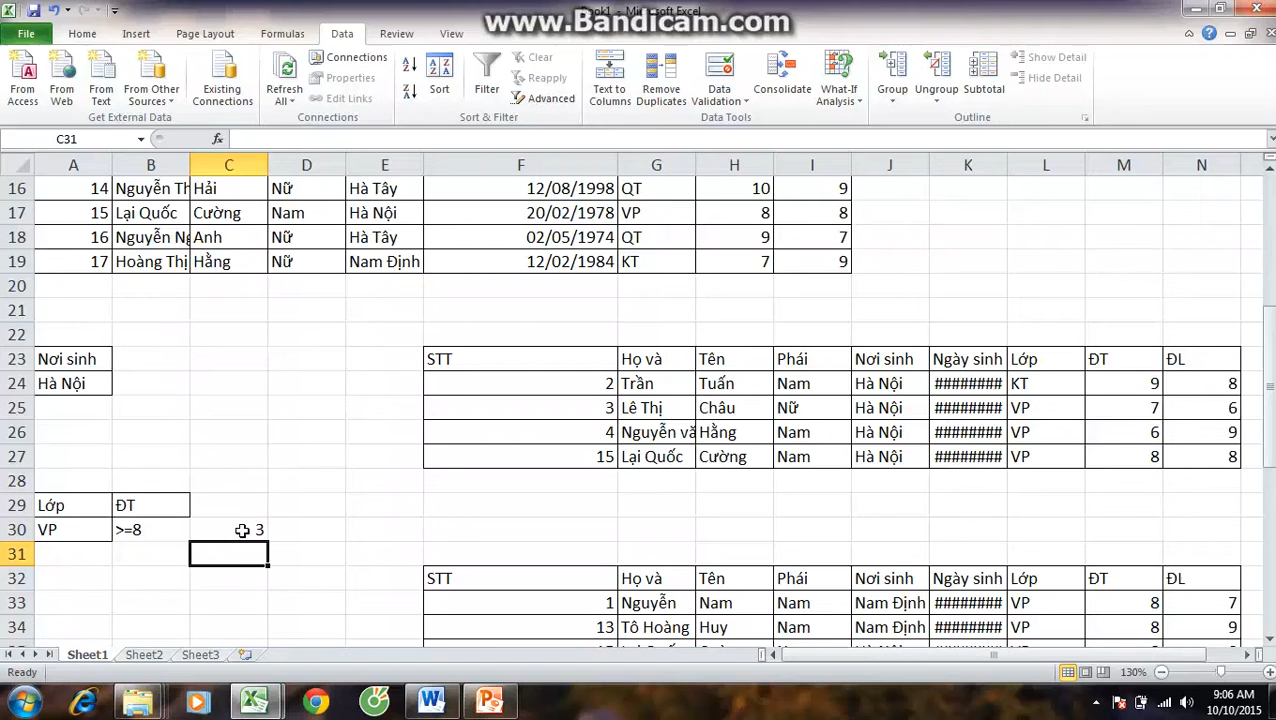 Book1 - Microsoft Excel
www.Bandicam.com
File Home Insert Page Layout Formulas Data Review View
From Access
From Web
From Text
From Other Sources
Existing Connections
Get External Data
Refresh All
Connections
Properties
Edit Links
Connections
Sort
Filter
Clear
Reapply
Advanced
Sort & Filter
Text to Columns
Remove Duplicates
Data Validation
Consolidate
What-If Analysis
Data Tools
Group
Ungroup
Subtotal
Show Detail
Hide Detail
Outline
C31 fx
A B C D E F G H I J K L M N
16 14 Nguyễn Th Hải Nữ Hà Tây 12/08/1998 QT 10 9
17 15 Lại Quốc Cường Nam Hà Nội 20/02/1978 VP 8 8
18 16 Nguyễn Ng Anh Nữ Hà Tây 02/05/1974 QT 9 7
19 17 Hoàng Thị Hằng Nữ Nam Định 12/02/1984 KT 7 9
20
21
22
23 Nơi sinh STT Họ và Tên Phái Nơi sinh Ngày sinh Lớp ĐT ĐL
24 Hà Nội 2 Trần Tuấn Nam Hà Nội ######## KT 9 8
25 3 Lê Thị Châu Nữ Hà Nội ######## VP 7 6
26 4 Nguyễn vă Hằng Nam Hà Nội ######## VP 6 9
27 15 Lại Quốc Cường Nam Hà Nội ######## VP 8 8
28
29 Lớp ĐT
30 VP >=8 3
31
32 STT Họ và Tên Phái Nơi sinh Ngày sinh Lớp ĐT ĐL
33 1 Nguyễn Nam Nam Nam Định ######## VP 8 7
34 13 Tô Hoàng Huy Nam Nam Định ######## VP 8 9
Sheet1 Sheet2 Sheet3
Ready 130%
9:06 AM
10/10/2015